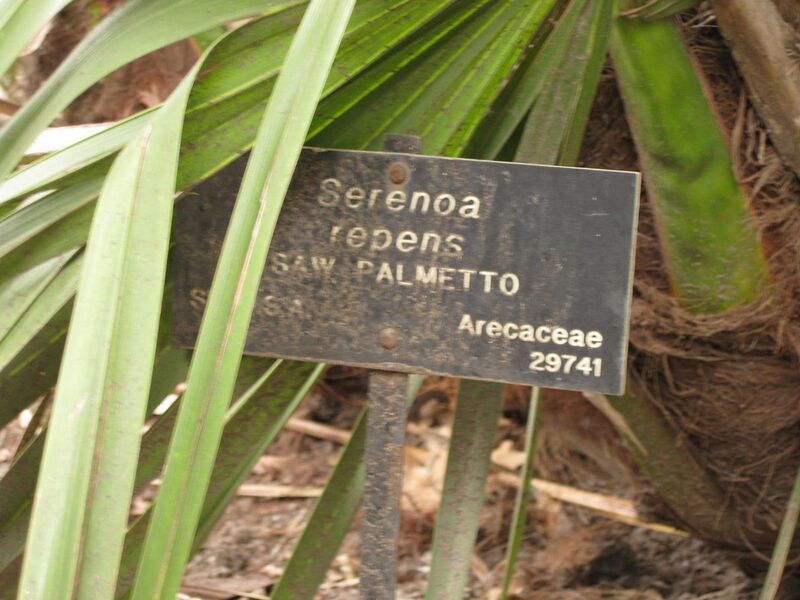 Serenoa
repens
SAW PALMETTO
Arecaceae
29741